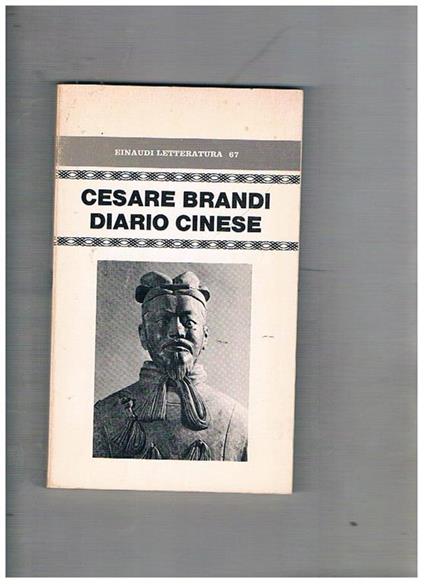 EINAUDI LETTERATURA 67
CESARE BRANDI
DIARIO CINESE